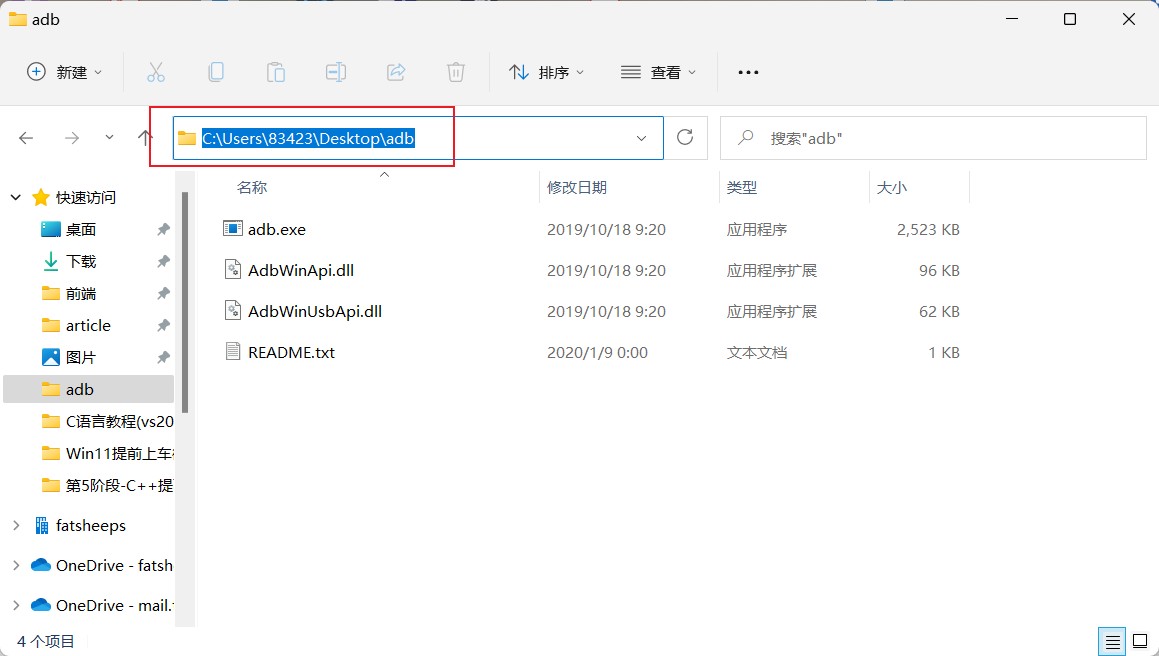 adb
新建
排序
查看
C:\Users\83423\Desktop\adb
搜索"adb"
名称 修改日期 类型 大小
adb.exe 2019/10/18 9:20 应用程序 2,523 KB
AdbWinApi.dll 2019/10/18 9:20 应用程序扩展 96 KB
AdbWinUsbApi.dll 2019/10/18 9:20 应用程序扩展 62 KB
README.txt 2020/1/9 0:00 文本文档 1 KB
快速访问
桌面
下载
前端
article
图片
adb
C语言教程(vs20
Win11提前上车
第5阶段-C++提
fatsheeps
OneDrive - fatsh
OneDrive - mail.
4 个项目